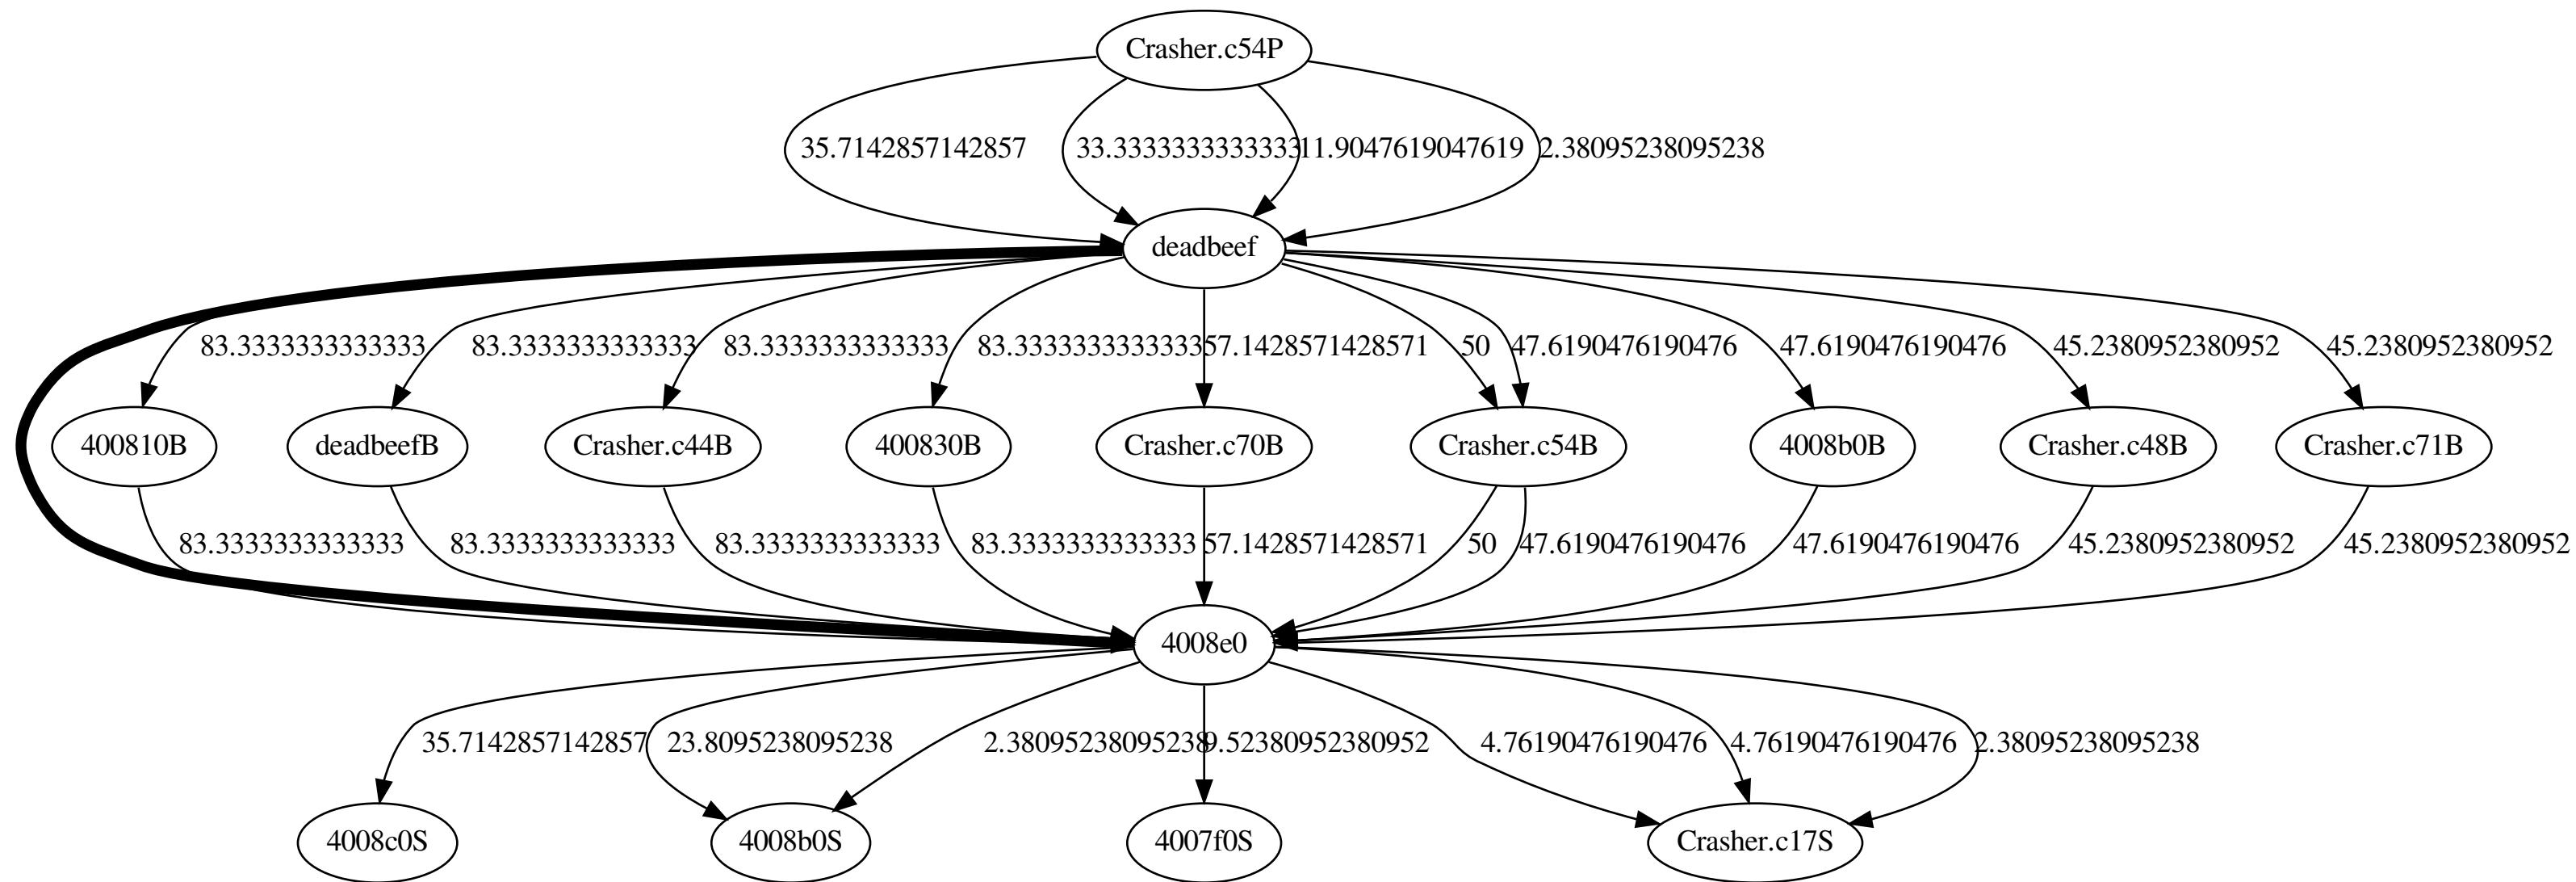 Crasher.c54P
35.7142857142857 33.3333333333333 11.9047619047619 2.38095238095238
deadbeef
83.3333333333333 83.3333333333333 83.3333333333333 83.3333333333333 57.1428571428571 50 47.6190476190476 47.6190476190476 45.2380952380952 45.2380952380952
400810B deadbeefB Crasher.c44B 400830B Crasher.c70B Crasher.c54B 4008b0B Crasher.c48B Crasher.c71B
83.3333333333333 83.3333333333333 83.3333333333333 83.3333333333333 57.1428571428571 50 47.6190476190476 47.6190476190476 45.2380952380952 45.2380952380952
4008e0
35.7142857142857 23.8095238095238 2.38095238095238 9.52380952380952 4.76190476190476 4.76190476190476 2.38095238095238
4008c0S 4008b0S 4007f0S Crasher.c17S